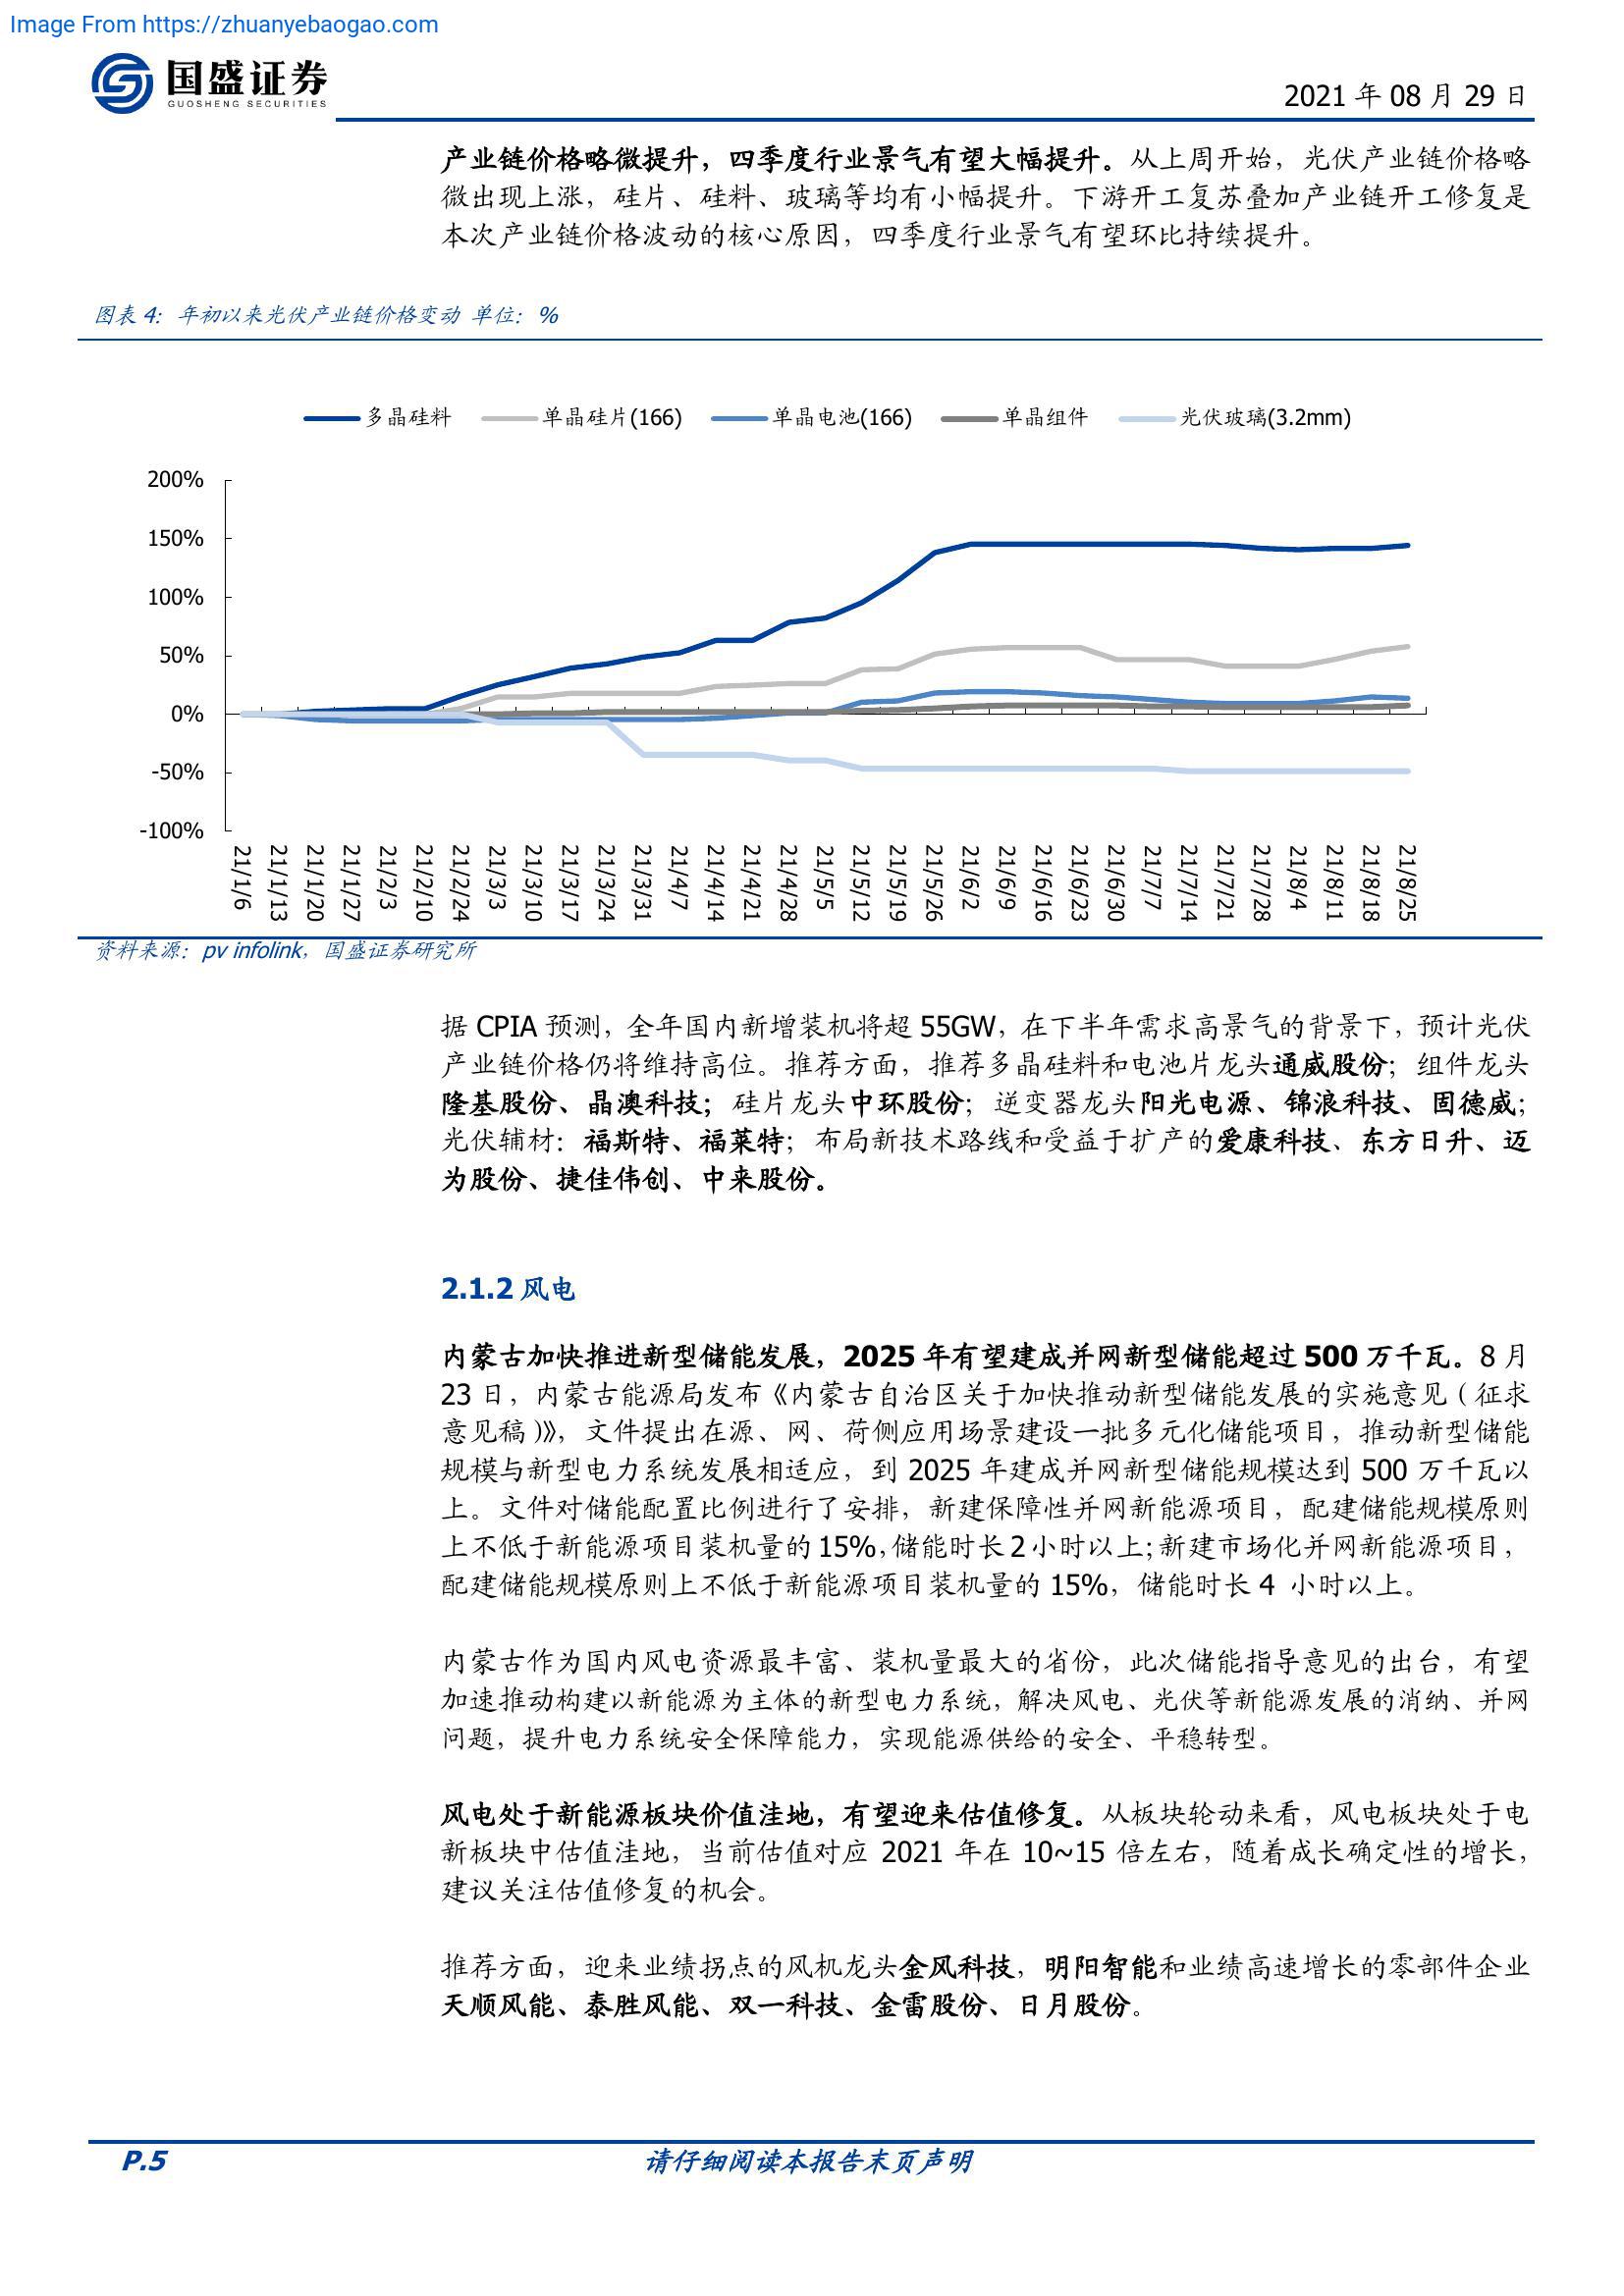 Image From https://zhuanyebaogao.com
国盛证券
GUOSHENG SECURITIES
2021 年 08 月 29 日
产业链价格略微提升，四季度行业景气有望大幅提升。从上周开始，光伏产业链价格略
微出现上涨，硅片、硅料、玻璃等均有小幅提升。下游开工复苏叠加产业链开工修复是
本次产业链价格波动的核心原因，四季度行业景气有望环比持续提升。
图表 4：年初以来光伏产业链价格变动 单位：%
多晶硅料 单晶硅片(166) 单晶电池(166) 单晶组件 光伏玻璃(3.2mm)
200%
150%
100%
50%
0%
-50%
-100%
21/1/6 21/1/13 21/1/20 21/1/27 21/2/3 21/2/10 21/2/24 21/3/3 21/3/10 21/3/17 21/3/24 21/3/31 21/4/7 21/4/14 21/4/21 21/4/28 21/5/5 21/5/12 21/5/19 21/5/26 21/6/2 21/6/9 21/6/16 21/6/23 21/6/30 21/7/7 21/7/14 21/7/21 21/7/28 21/8/4 21/8/11 21/8/18 21/8/25
资料来源：pv infolink，国盛证券研究所
据 CPIA 预测，全年国内新增装机将超 55GW，在下半年需求高景气的背景下，预计光伏
产业链价格仍将维持高位。推荐方面，推荐多晶硅料和电池片龙头通威股份；组件龙头
隆基股份、晶澳科技；硅片龙头中环股份；逆变器龙头阳光电源、锦浪科技、固德威；
光伏辅材：福斯特、福莱特；布局新技术路线和受益于扩产的爱康科技、东方日升、迈
为股份、捷佳伟创、中来股份。
2.1.2 风电
内蒙古加快推进新型储能发展，2025 年有望建成并网新型储能超过 500 万千瓦。8 月
23 日，内蒙古能源局发布《内蒙古自治区关于加快推动新型储能发展的实施意见（征求
意见稿）》，文件提出在源、网、荷侧应用场景建设一批多元化储能项目，推动新型储能
规模与新型电力系统发展相适应，到 2025 年建成并网新型储能规模达到 500 万千瓦以
上。文件对储能配置比例进行了安排，新建保障性并网新能源项目，配建储能规模原则
上不低于新能源项目装机量的 15%，储能时长 2 小时以上；新建市场化并网新能源项目，
配建储能规模原则上不低于新能源项目装机量的 15%，储能时长 4 小时以上。
内蒙古作为国内风电资源最丰富、装机量最大的省份，此次储能指导意见的出台，有望
加速推动构建以新能源为主体的新型电力系统，解决风电、光伏等新能源发展的消纳、并网
问题，提升电力系统安全保障能力，实现能源供给的安全、平稳转型。
风电处于新能源板块价值洼地，有望迎来估值修复。从板块轮动来看，风电板块处于电
新板块中估值洼地，当前估值对应 2021 年在 10~15 倍左右，随着成长确定性的增长，
建议关注估值修复的机会。
推荐方面，迎来业绩拐点的风机龙头金风科技，明阳智能和业绩高速增长的零部件企业
天顺风能、泰胜风能、双一科技、金雷股份、日月股份。
P.5
请仔细阅读本报告末页声明